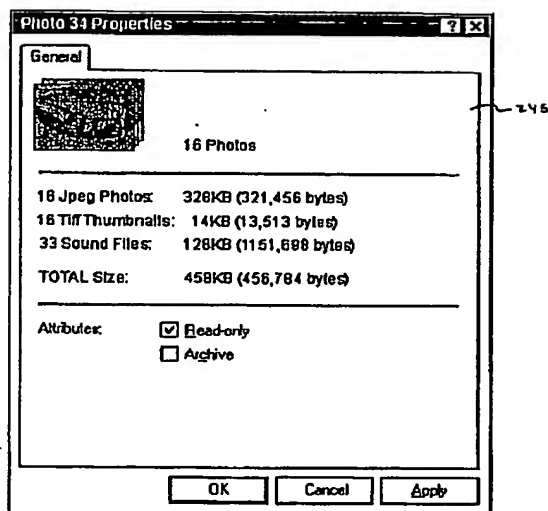 Photo 34 Properties
General
245
16 Photos
16 Jpeg Photos: 328KB (321,456 bytes)
16 Tiff Thumbnails: 14KB (13,513 bytes)
33 Sound Files: 128KB (1151,698 bytes)
TOTAL Size: 458KB (456,784 bytes)
Attributes: Read-only
Archive
OK Cancel Apply